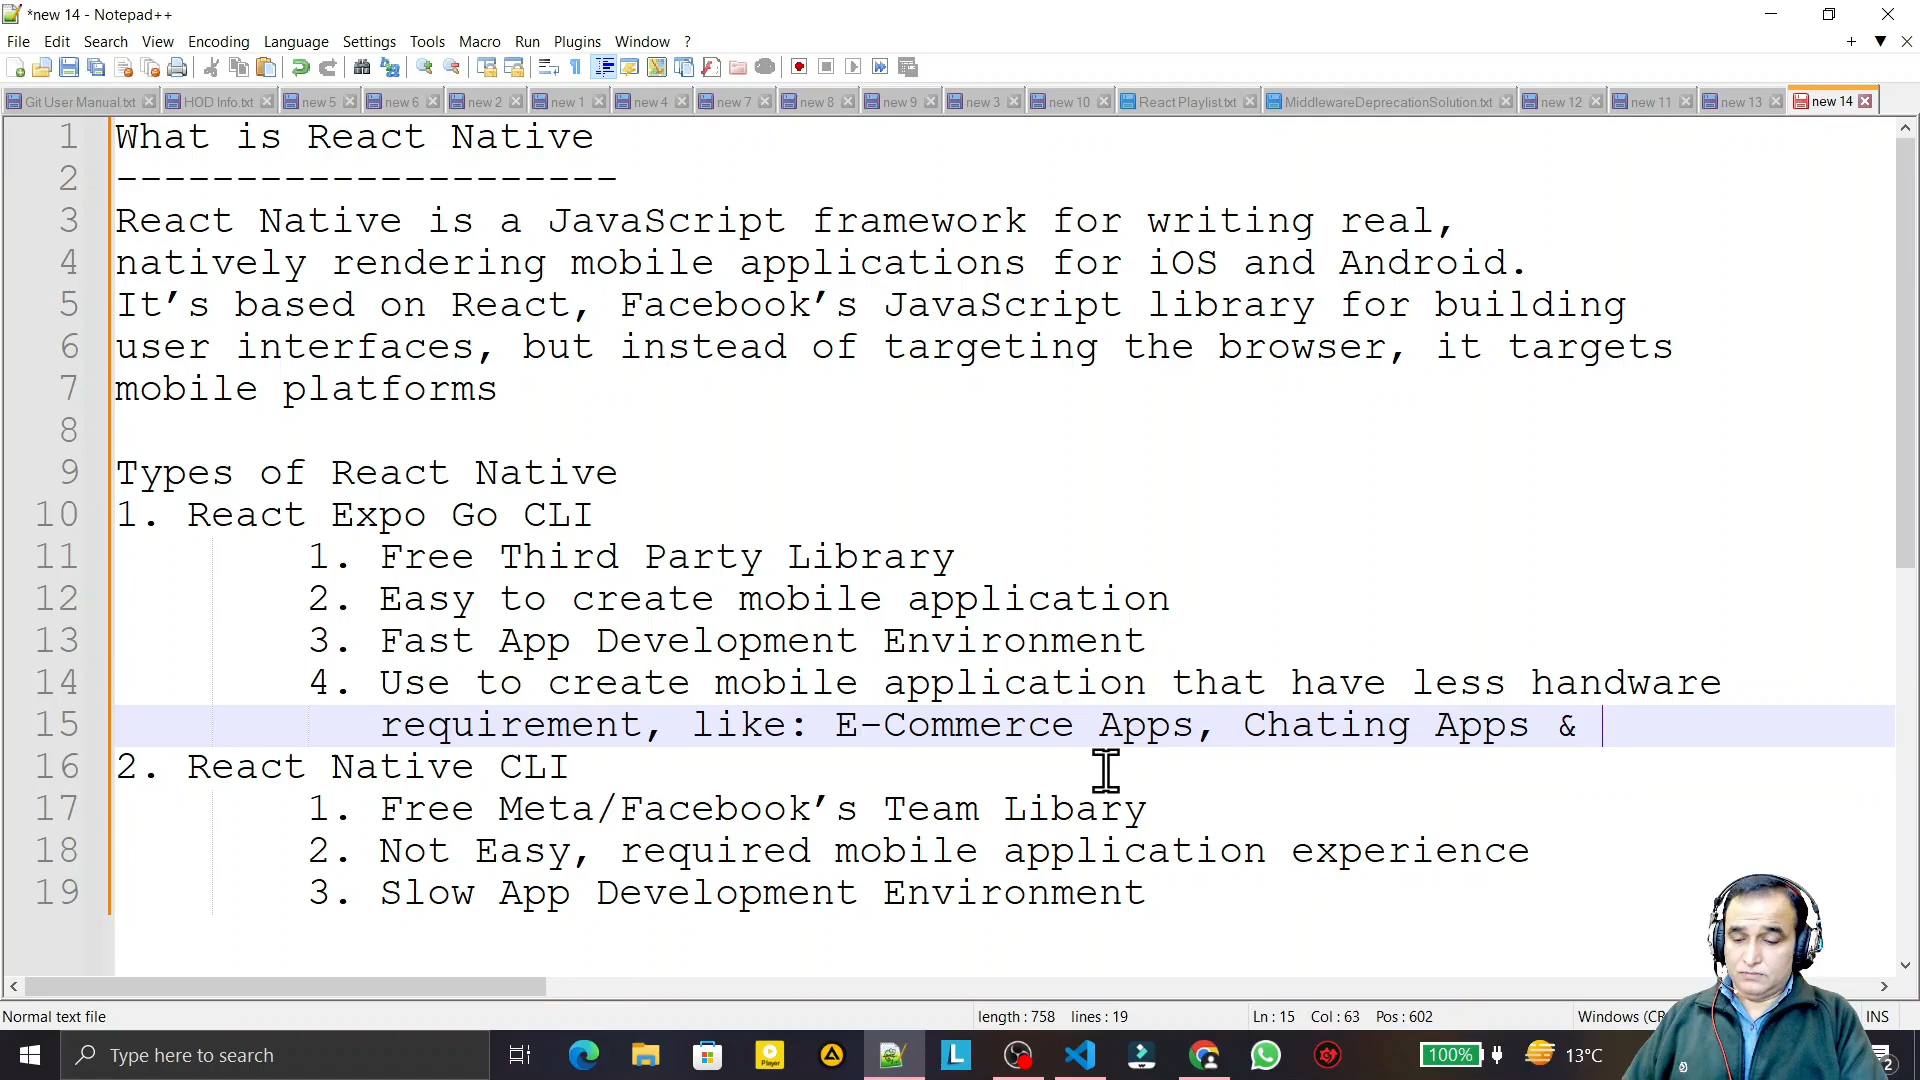 *new 14 - Notepad++
File Edit Search View Encoding Language Settings Tools Macro Run Plugins Window ?
Git User Manual.txt HOD Info.txt new 5 new 6 new 2 new 1 new 4 new 7 new 8 new 9 new 3 new 10 React Playlist.txt MiddlewareDeprecationSolution.txt new 12 new 11 new 13 new 14
1 What is React Native
2 ---------------------
3 React Native is a JavaScript framework for writing real,
4 natively rendering mobile applications for iOS and Android.
5 It’s based on React, Facebook’s JavaScript library for building
6 user interfaces, but instead of targeting the browser, it targets
7 mobile platforms
8
9 Types of React Native
10 1. React Expo Go CLI
11 1. Free Third Party Library
12 2. Easy to create mobile application
13 3. Fast App Development Environment
14 4. Use to create mobile application that have less handware
15 requirement, like: E-Commerce Apps, Chating Apps &
16 2. React Native CLI
17 1. Free Meta/Facebook’s Team Libary
18 2. Not Easy, required mobile application experience
19 3. Slow App Development Environment
Normal text file length : 758 lines : 19 Ln : 15 Col : 63 Pos : 602 Windows (CR INS
Type here to search Player L 100% 13°C 2